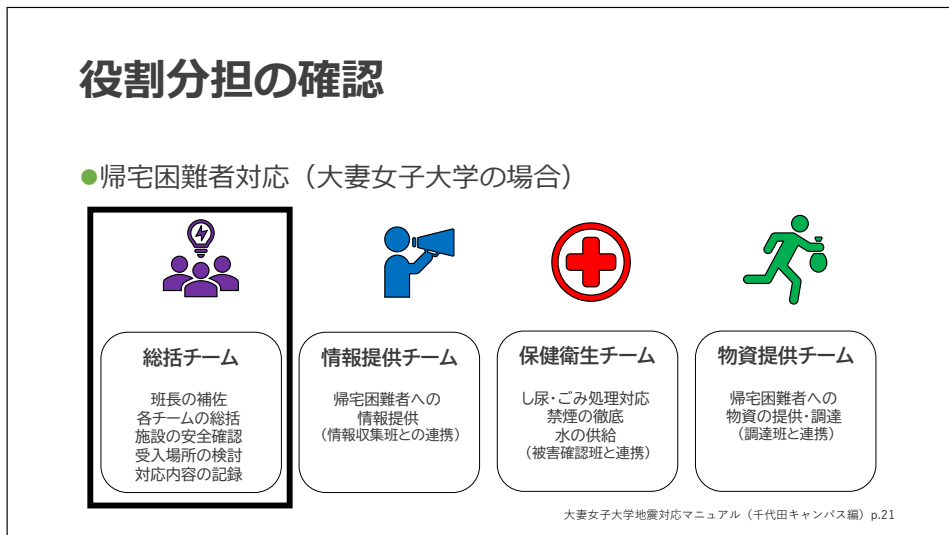 役割分担の確認
●帰宅困難者対応（大妻女子大学の場合）
総括チーム
班長の補佐
各チームの総括
施設の安全確認
受入場所の検討
対応内容の記録
情報提供チーム
帰宅困難者への
情報提供
（情報収集班との連携）
保健衛生チーム
し尿・ごみ処理対応
禁煙の徹底
水の供給
（被害確認班と連携）
物資提供チーム
帰宅困難者への
物資の提供・調達
（調達班と連携）
大妻女子大学地震対応マニュアル（千代田キャンパス編）p.21